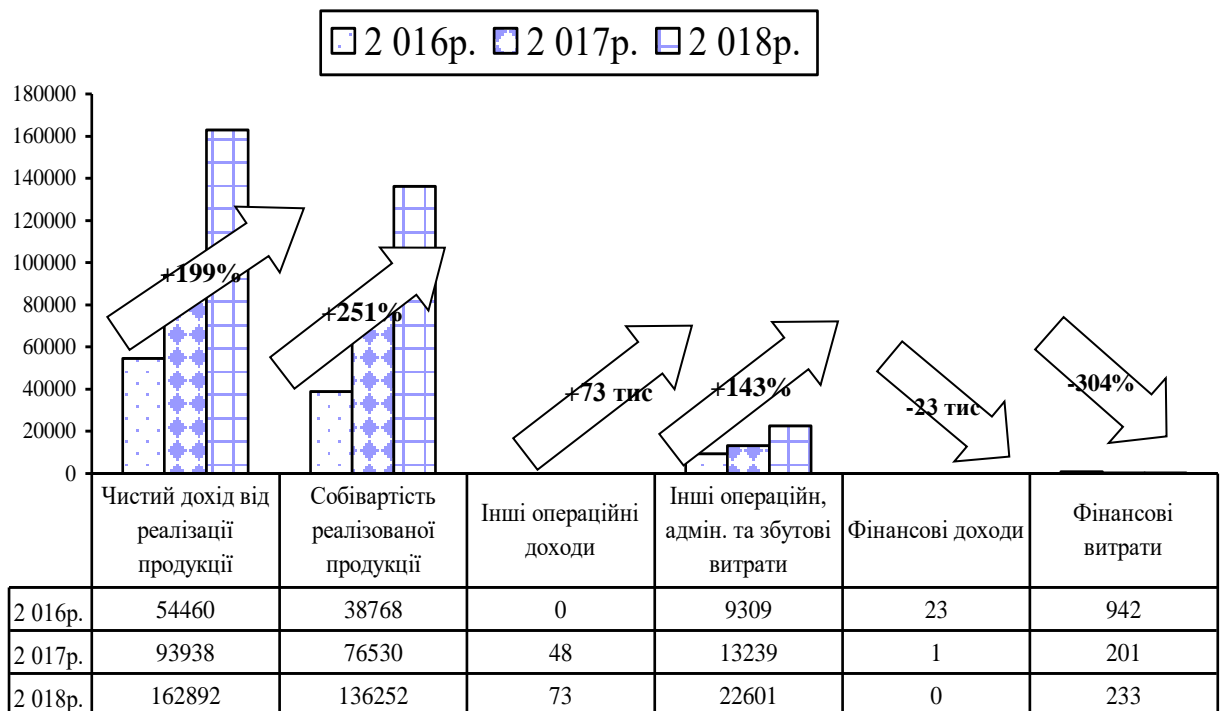 2 016р. 2 017р. 2 018р.
180000
160000
140000
120000
100000
80000
60000
40000
20000
0
+199%
+251%
+73 тис
+143%
-23 тис
-304%
Чистий дохід від
реалізації
продукції
Собівартість
реалізованої
продукції
Інші операційні
доходи
Інші операційн,
адмін. та збутові
витрати
Фінансові доходи
Фінансові
витрати
2 016р. 54460 38768 0 9309 23 942
2 017р. 93938 76530 48 13239 1 201
2 018р. 162892 136252 73 22601 0 233